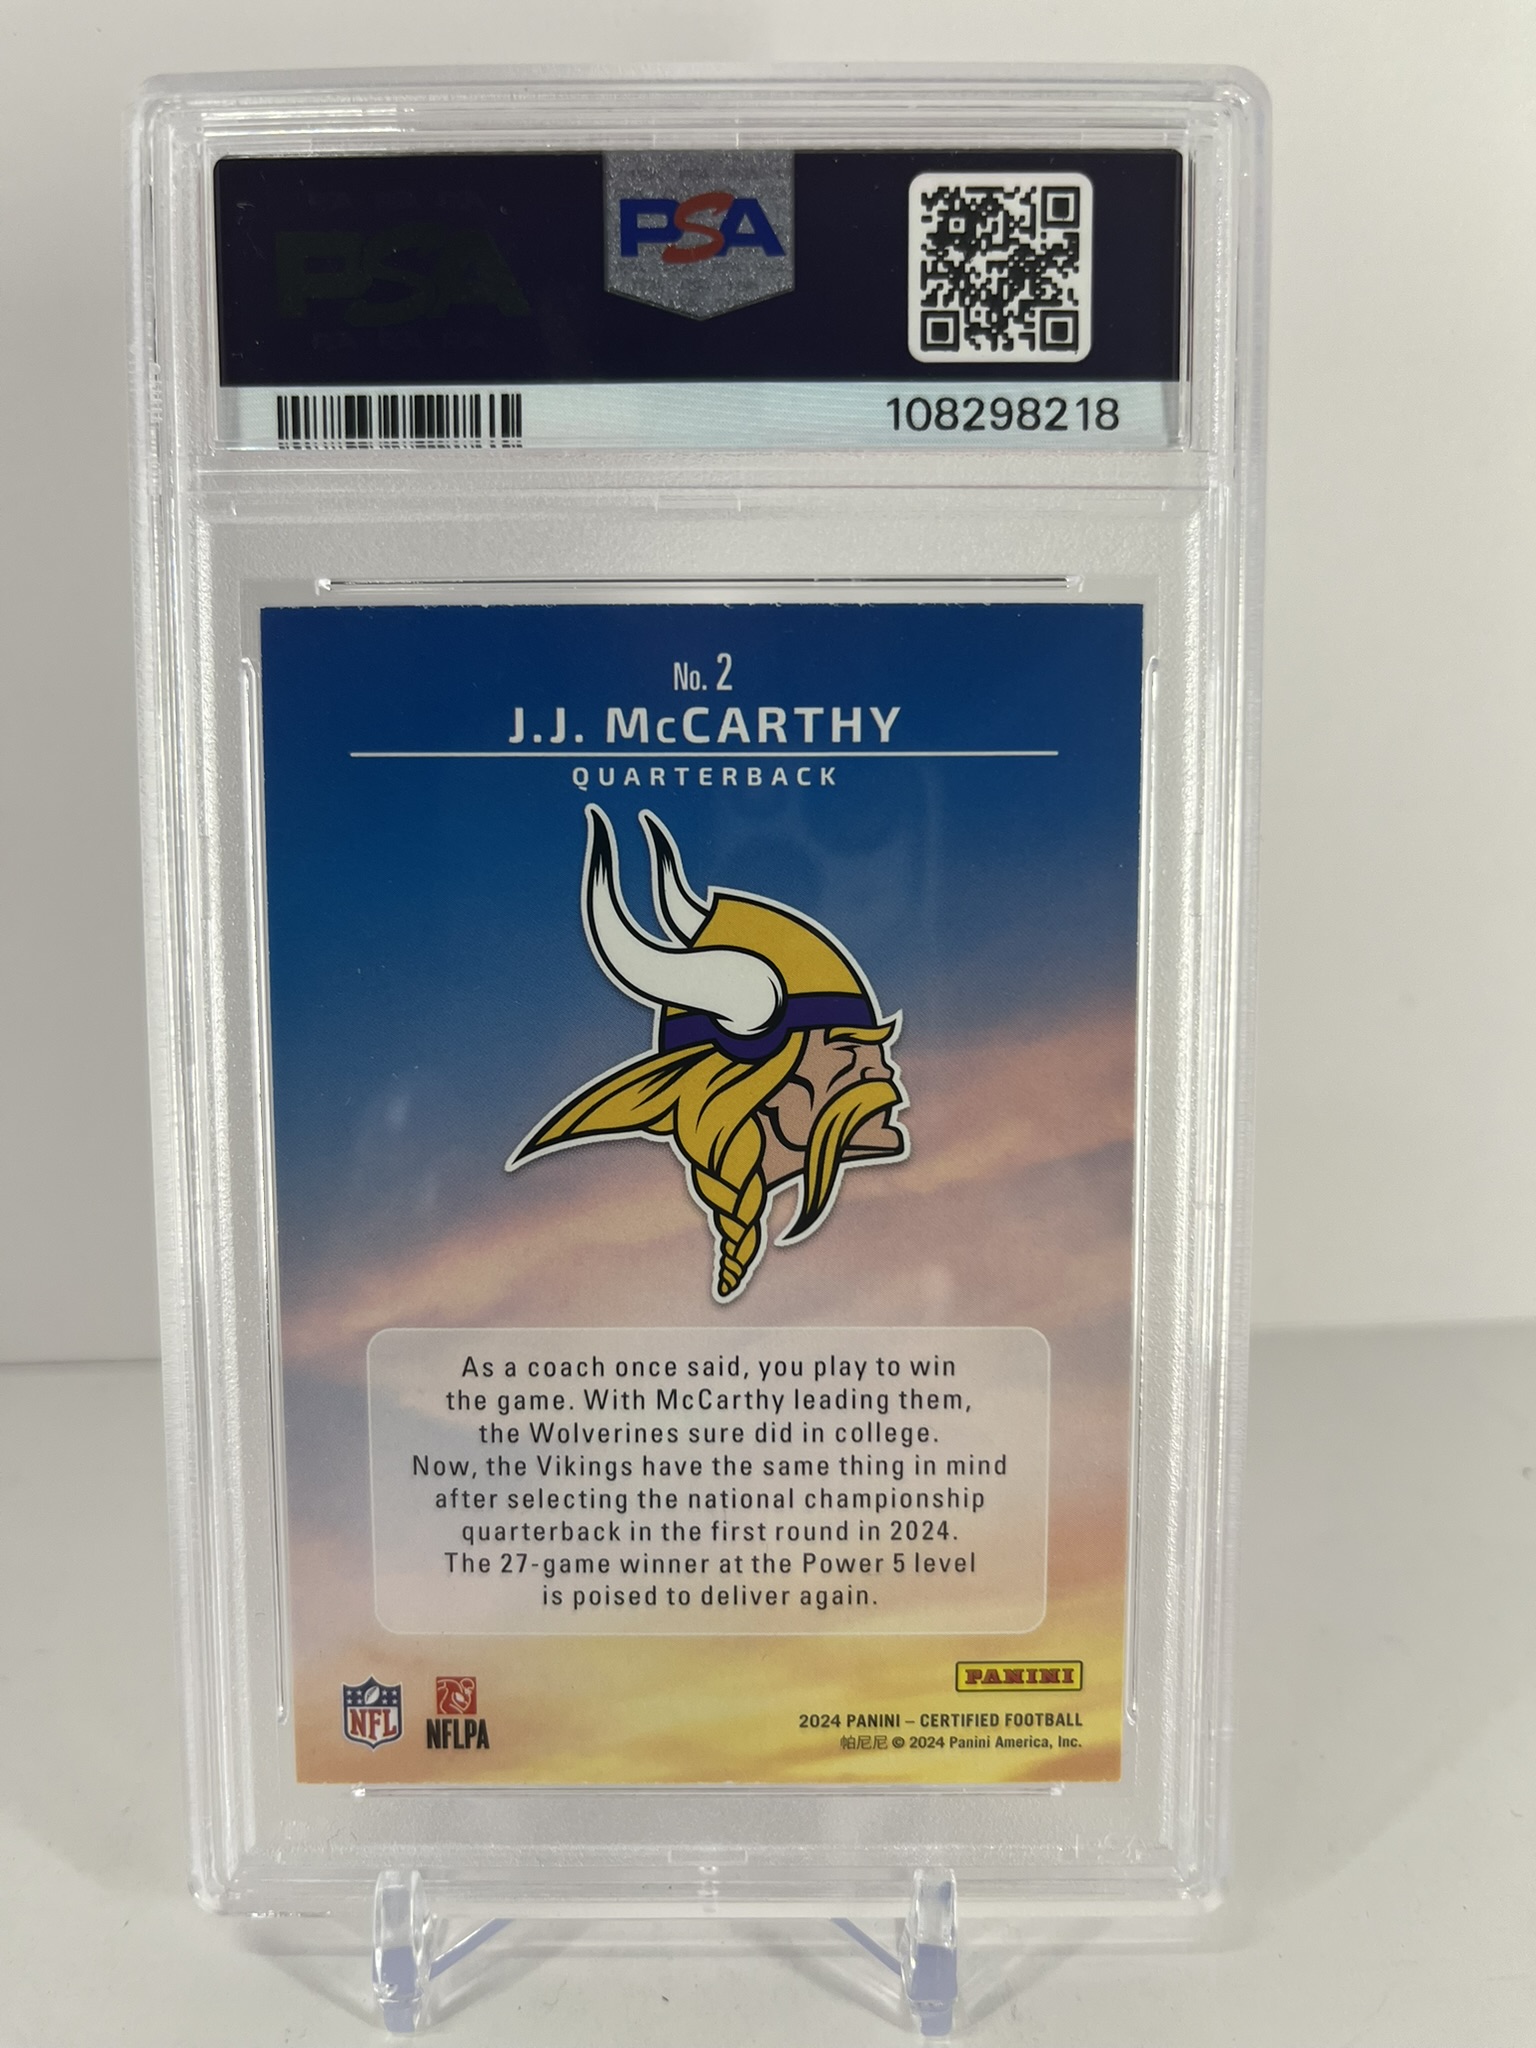 PSA
108298218
No. 2
J.J. McCARTHY
QUARTERBACK
As a coach once said, you play to win
the game. With McCarthy leading them,
the Wolverines sure did in college.
Now, the Vikings have the same thing in mind
after selecting the national championship
quarterback in the first round in 2024.
The 27-game winner at the Power 5 level
is poised to deliver again.
NFL
NFLPA
PANINI
2024 PANINI – CERTIFIED FOOTBALL
帕尼尼 © 2024 Panini America, Inc.